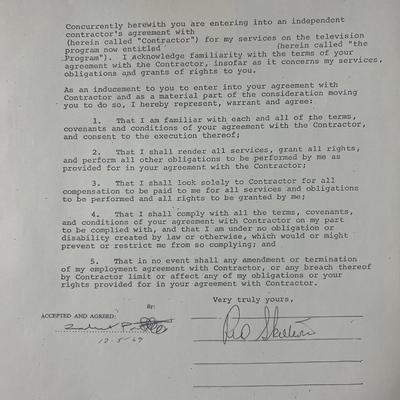 Concurrently herewith you are entering into an independent
contractor's agreement with
(herein called "Contractor") for my services on the television
program now entitled (herein called "the
Program"). I acknowledge familiarity with the terms of your
agreement with the Contractor, insofar as it concerns my services,
obligations and grants of rights to you.
As an inducement to you to enter into your agreement with
Contractor and as a material part of the consideration moving
you to do so, I hereby represent, warrant and agree:
1. That I am familiar with each and all of the terms,
covenants and conditions of your agreement with the Contractor,
and consent to the execution thereof;
2. That I shall render all services, grant all rights,
and perform all other obligations to be performed by me as
provided for in your agreement with the Contractor;
3. That I shall look solely to Contractor for all
compensation to be paid to me for all services and obligations
to be performed and all rights to be granted by me;
4. That I shall comply with all the terms, covenants,
and conditions of your agreement with Contractor on my part
to be complied with, and that I am under no obligation or
disability created by law or otherwise, which would or might
prevent or restrict me from so complying; and
5. That in no event shall any amendment or termination
of my employment agreement with Contractor, or any breach thereof
by Contractor limit or affect any of my obligations or your
rights provided for in your agreement with Contractor.
Very truly yours,
By:
ACCEPTED AND AGREED:
Red Skelton
12-5-69